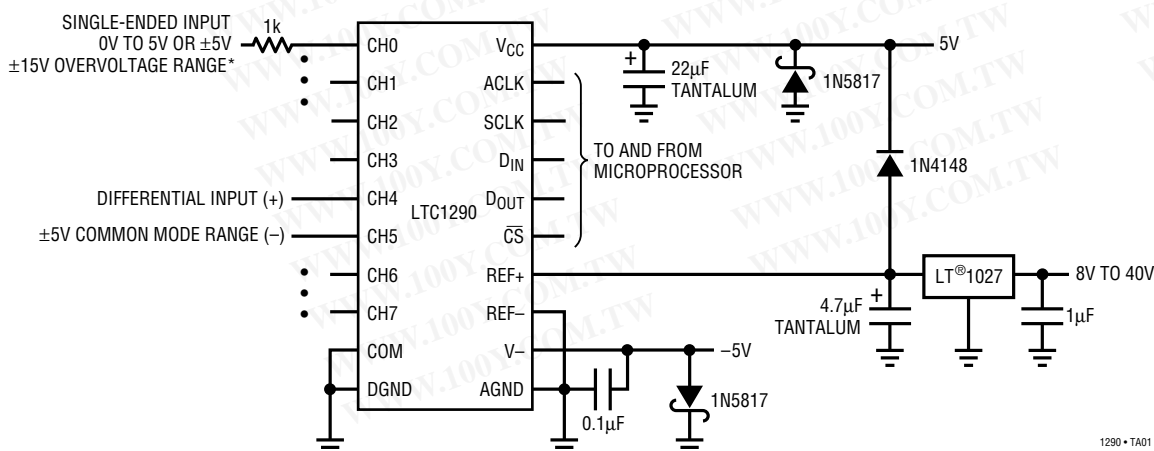 SINGLE-ENDED INPUT
0V TO 5V OR ±5V
±15V OVERVOLTAGE RANGE*
1k
CH0
CH1
CH2
CH3
DIFFERENTIAL INPUT (+)
CH4
±5V COMMON MODE RANGE (–)
CH5
CH6
CH7
COM
DGND
LTC1290
VCC
ACLK
SCLK
DIN
DOUT
CS
REF+
REF–
V–
AGND
+
22µF
TANTALUM
1N5817
5V
TO AND FROM
MICROPROCESSOR
1N4148
LT®1027
8V TO 40V
+
4.7µF
TANTALUM
1µF
–5V
0.1µF
1N5817
1290 • TA01
WWW.100Y.COM.TW